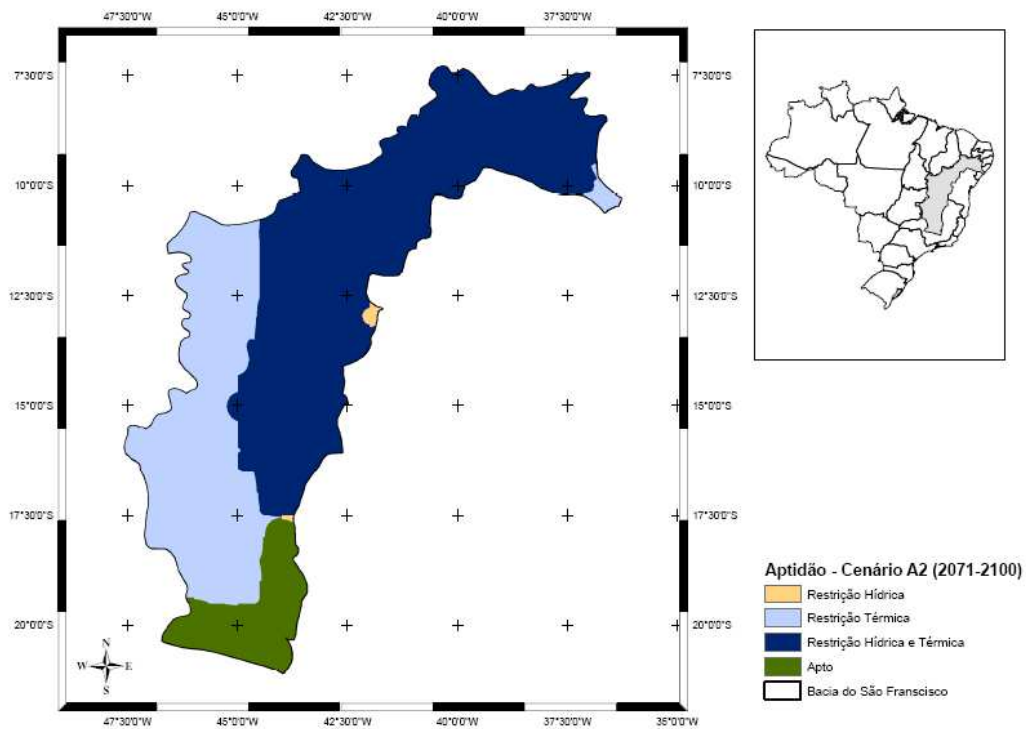 47°30'0"W 45°0'0"W 42°30'0"W 40°0'0"W 37°30'0"W
7°30'0"S 7°30'0"S
10°0'0"S 10°0'0"S
12°30'0"S 12°30'0"S
15°0'0"S 15°0'0"S
17°30'0"S 17°30'0"S
20°0'0"S 20°0'0"S
N
W E
S
47°30'0"W 45°0'0"W 42°30'0"W 40°0'0"W 37°30'0"W 35°0'0"W
Aptidão - Cenário A2 (2071-2100)
Restrição Hídrica
Restrição Térmica
Restrição Hídrica e Térmica
Apto
Bacia do São Franscisco